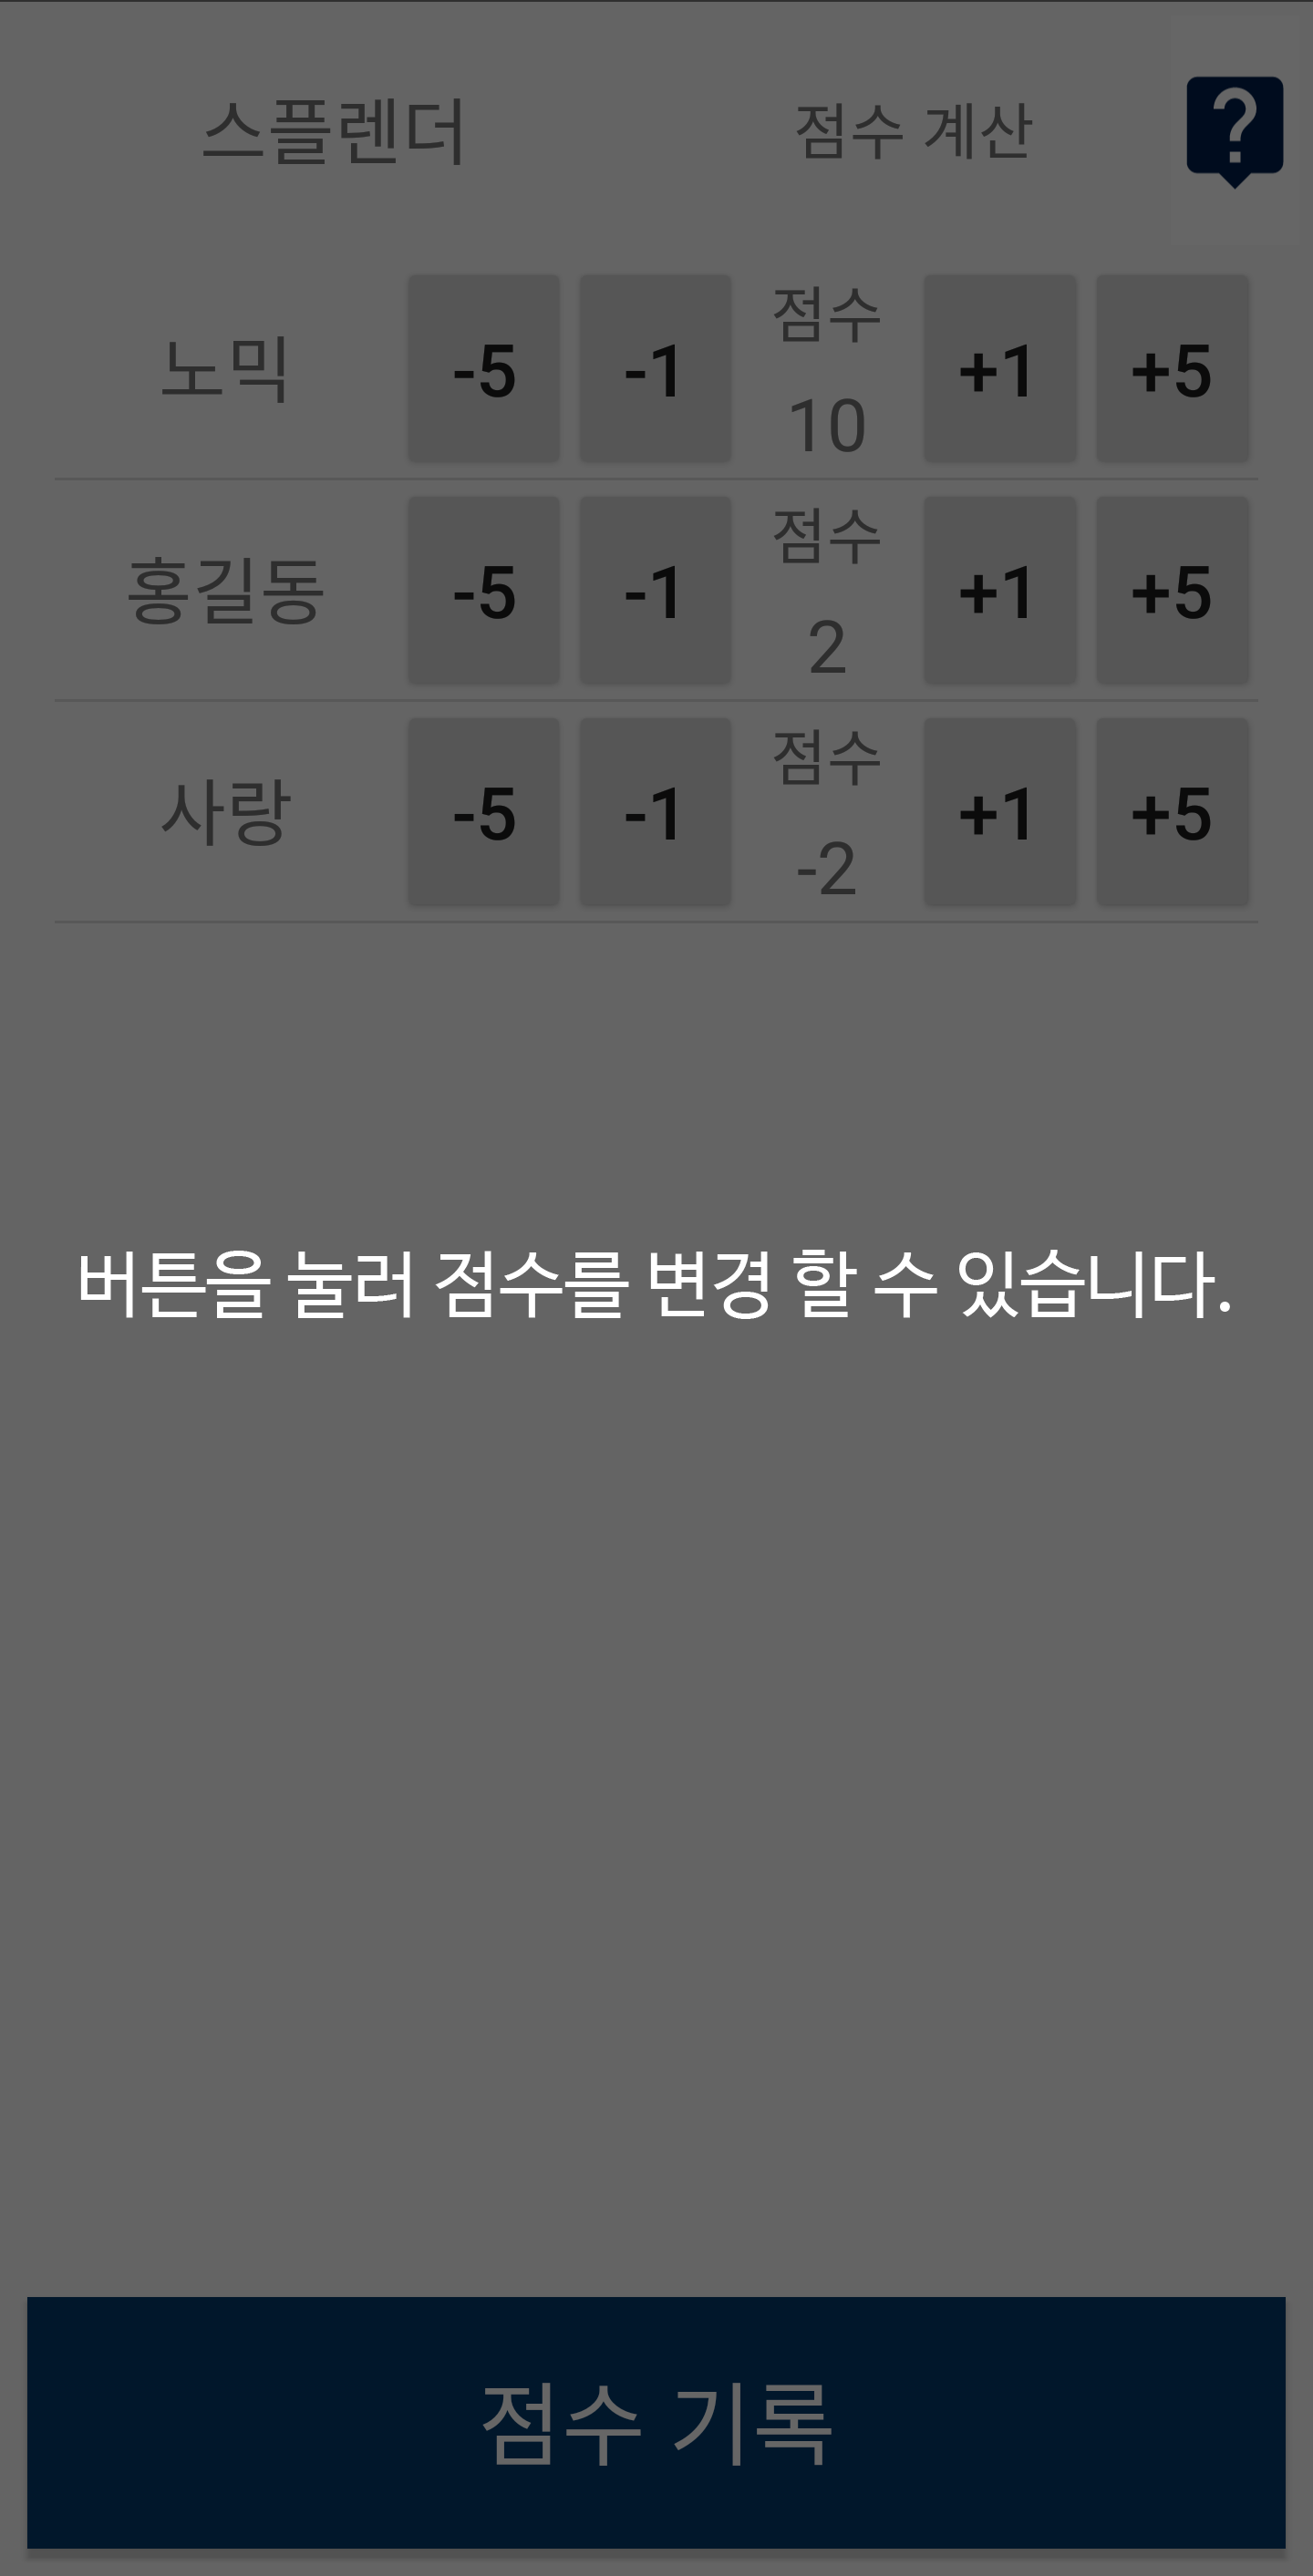 스플렌더 점수 계산 ?
점수
노믹 -5 -1 10 +1 +5
점수
홍길동 -5 -1 2 +1 +5
점수
사랑 -5 -1 -2 +1 +5
버튼을 눌러 점수를 변경 할 수 있습니다.
점수 기록